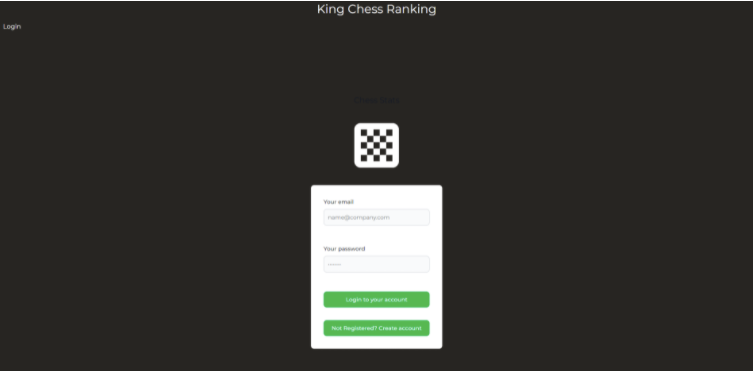 King Chess Ranking
Login
Your email
name@company.com
Your password
Login to your account
Not Registered? Create account